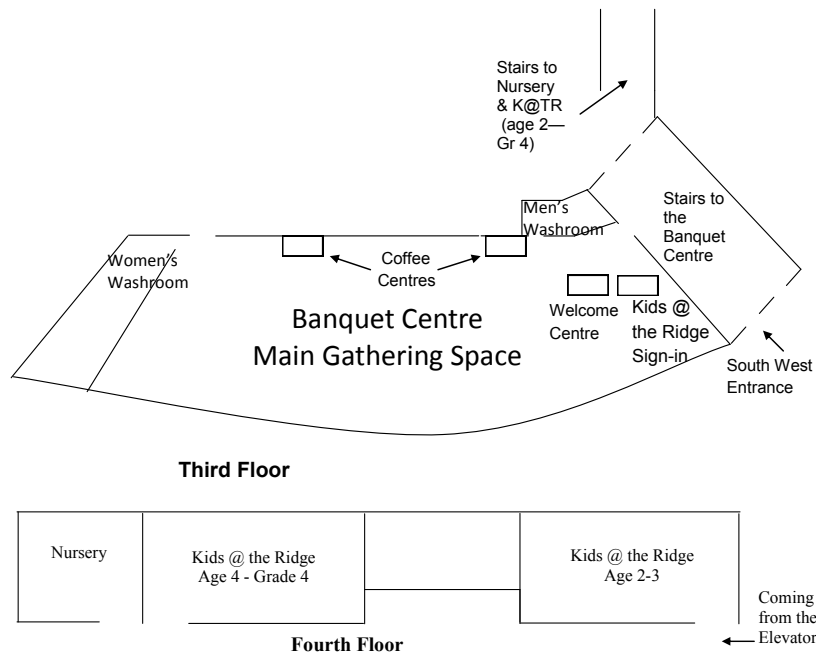 Stairs to
Nursery
& K@TR
(age 2—
Gr 4)
Men's
Washroom
Stairs to
the
Banquet
Centre
Women's
Washroom
Coffee
Centres
Welcome
Centre
Kids @
the Ridge
Sign-in
Banquet Centre
Main Gathering Space
South West
Entrance
Third Floor
Nursery
Kids @ the Ridge
Age 4 - Grade 4
Kids @ the Ridge
Age 2-3
Coming
from the
Elevator
Fourth Floor